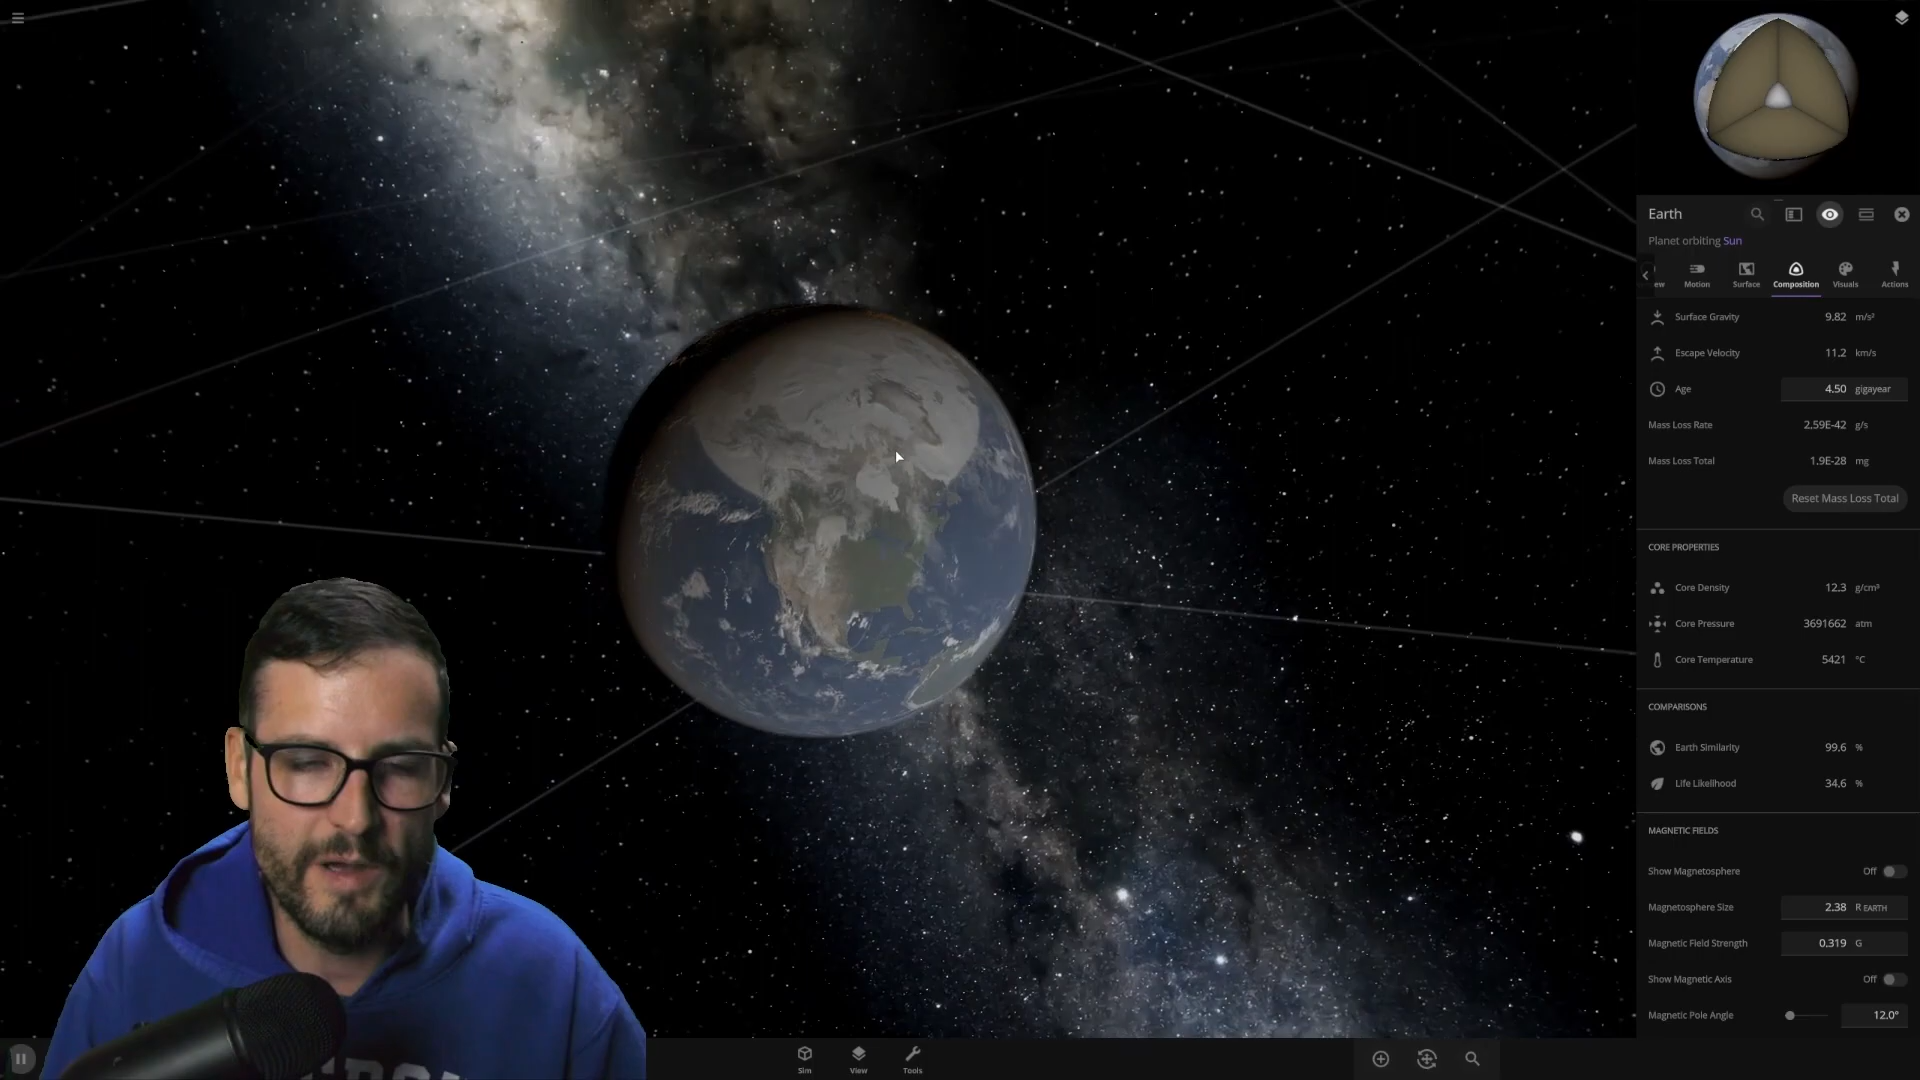 Earth
Planet orbiting Sun
ew Motion Surface Composition Visuals Actions
Surface Gravity 9.82 m/s²
Escape Velocity 11.2 km/s
Age 4.50 gigayear
Mass Loss Rate 2.59E-42 g/s
Mass Loss Total 1.9E-28 mg
Reset Mass Loss Total
CORE PROPERTIES
Core Density 12.3 g/cm³
Core Pressure 3691662 atm
Core Temperature 5421 °C
COMPARISONS
Earth Similarity 99.6 %
Life Likelihood 34.6 %
MAGNETIC FIELDS
Show Magnetosphere Off
Magnetosphere Size 2.38 R EARTH
Magnetic Field Strength 0.319 G
Show Magnetic Axis Off
Magnetic Pole Angle 12.0°
Sim View Tools